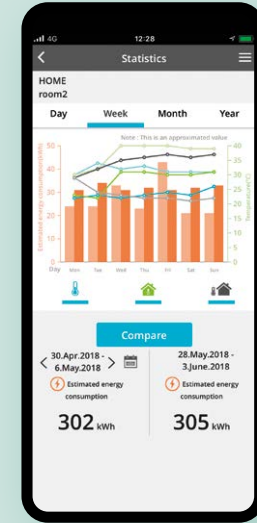 4G 12:28
Statistics
HOME
room2
Day Week Month Year
Note : This is an approximated value
Estimated energy consumption(kWh)
50
40
30
20
10
0
40
35
30
25
20
15
10
5
0
Temperature(°C)
Day Mon Tue Wed Thu Fri Sat Sun
Compare
30.Apr.2018 -
6.May.2018
Estimated energy
consumption
302 kWh
28.May.2018 -
3.June.2018
Estimated energy
consumption
305 kWh